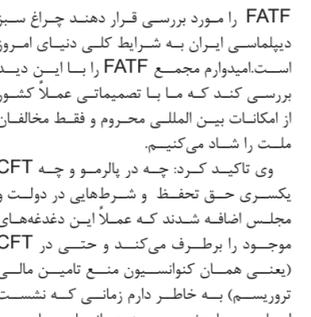 FATF را مورد بررسی قرار دهند چراغ سبز
دیپلماسی ایران به شرایط کلی دنیای امروز
است.امیدوارم مجمع FATF را با این دید
بررسی کند که ما با تصمیماتی عملاً کشور
از امکانات بین المللی محروم و فقط مخالفان
ملت را شاد می‌کنیم.
وی تاکید کرد: چه در پالرمو و چه CFT
یکسری حق تحفظ و شرط‌هایی در دولت و
مجلس اضافه شدند که عملاً این دغدغه‌های
موجود را برطرف می‌کنند و حتی در CFT
(یعنی همان کنوانسیون منع تامین مالی
تروریسم) به خاطر دارم زمانی که نشست